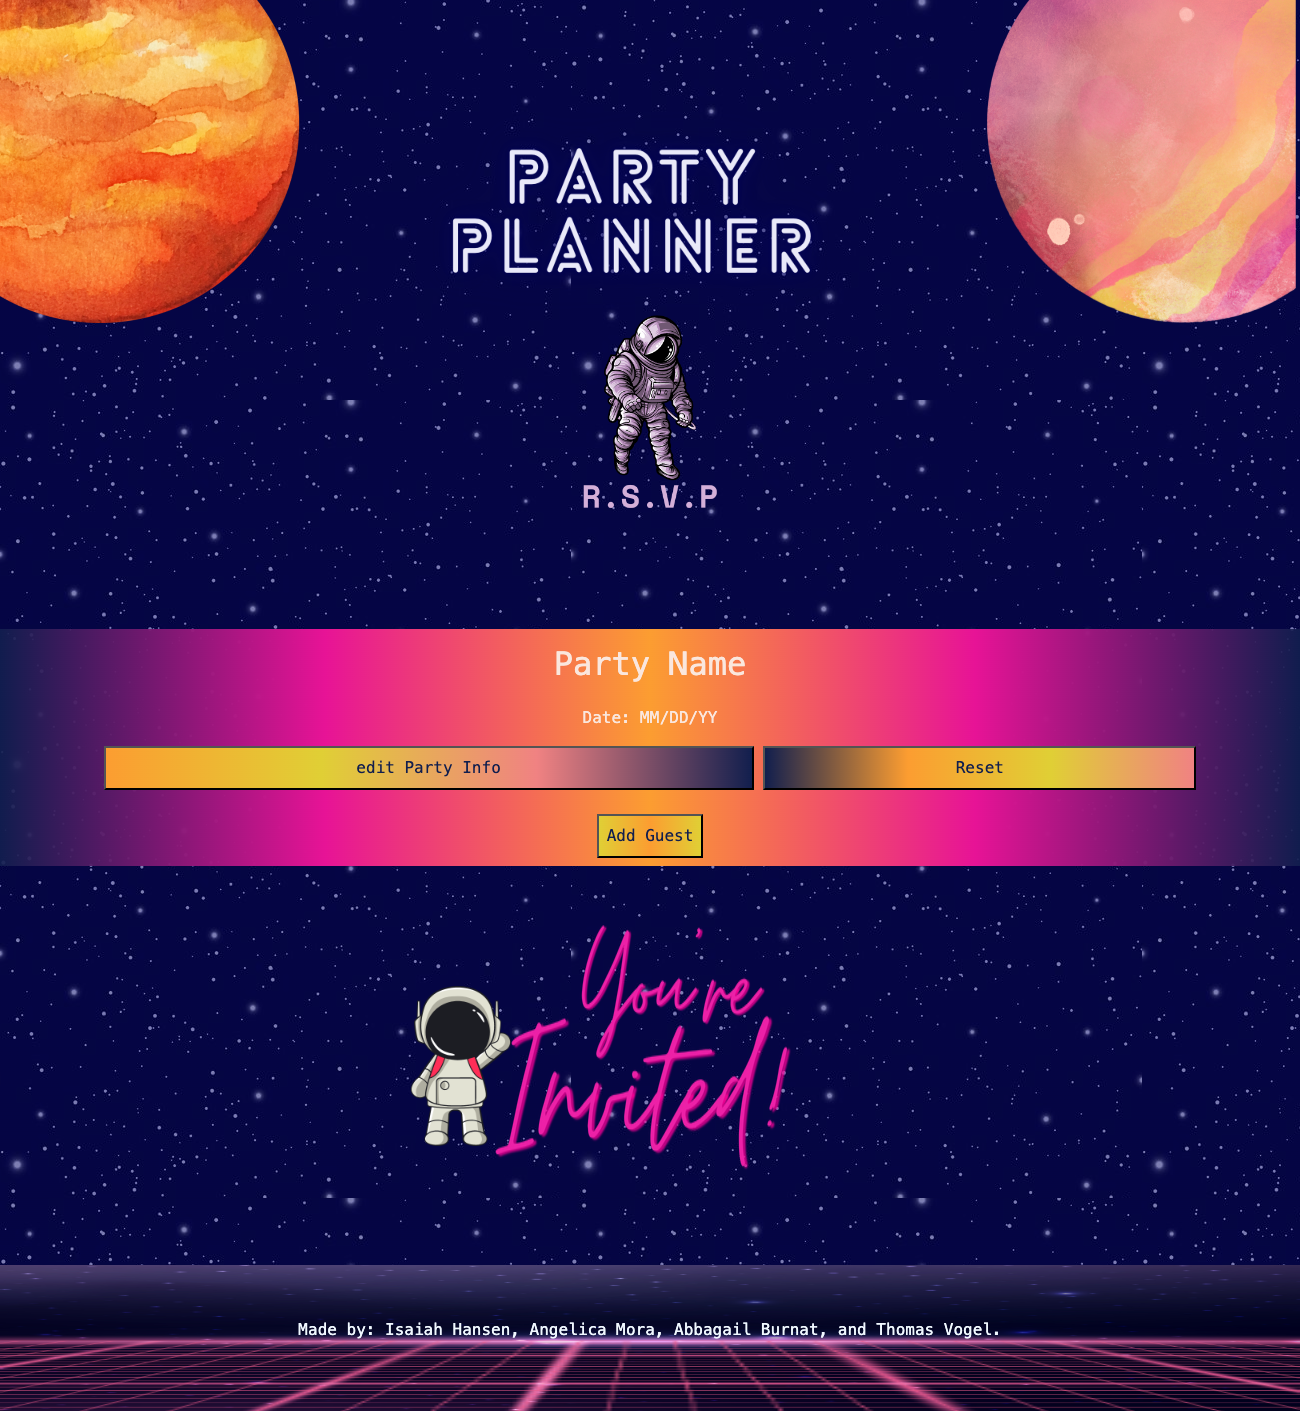 PARTY
PLANNER
R.S.V.P
Party Name
Date: MM/DD/YY
edit Party Info
Reset
Add Guest
You're
Invited!
Made by: Isaiah Hansen, Angelica Mora, Abbagail Burnat, and Thomas Vogel.